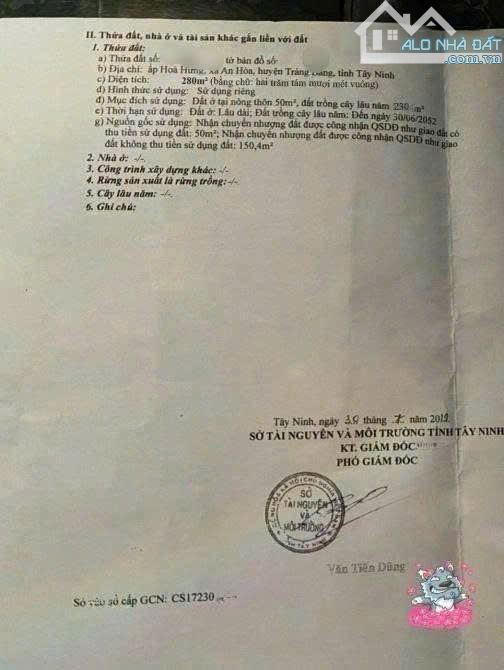 ALO NHÀ ĐẤT
.com.vn
II. Thửa đất, nhà ở và tài sản khác gắn liền với đất
1. Thửa đất:
a) Thửa đất số: tờ bản đồ số:
b) Địa chỉ: ấp Hoà Hưng, xã An Hòa, huyện Trảng Bàng, tỉnh Tây Ninh
c) Diện tích: 280m² (bằng chữ: hai trăm tám mươi mét vuông)
d) Hình thức sử dụng: Sử dụng riêng
đ) Mục đích sử dụng: Đất ở tại nông thôn 50m², đất trồng cây lâu năm 230m²
e) Thời hạn sử dụng: Đất ở: Lâu dài; Đất trồng cây lâu năm: Đến ngày 30/06/2052
g) Nguồn gốc sử dụng: Nhận chuyển nhượng đất được công nhận QSDĐ như giao đất có
thu tiền sử dụng đất: 50m²; Nhận chuyển nhượng đất được công nhận QSDĐ như giao
đất không thu tiền sử dụng đất: 150,4m²
2. Nhà ở: -/-
3. Công trình xây dựng khác: -/-
4. Rừng sản xuất là rừng trồng: -/-
5. Cây lâu năm: -/-
6. Ghi chú:
Tây Ninh, ngày tháng năm
SỞ TÀI NGUYÊN VÀ MÔI TRƯỜNG TỈNH TÂY NINH
KT. GIÁM ĐỐC
PHÓ GIÁM ĐỐC
SỞ
TÀI NGUYÊN
VÀ
MÔI TRƯỜNG
Văn Tiến Dũng
Số vào sổ cấp GCN: CS17230